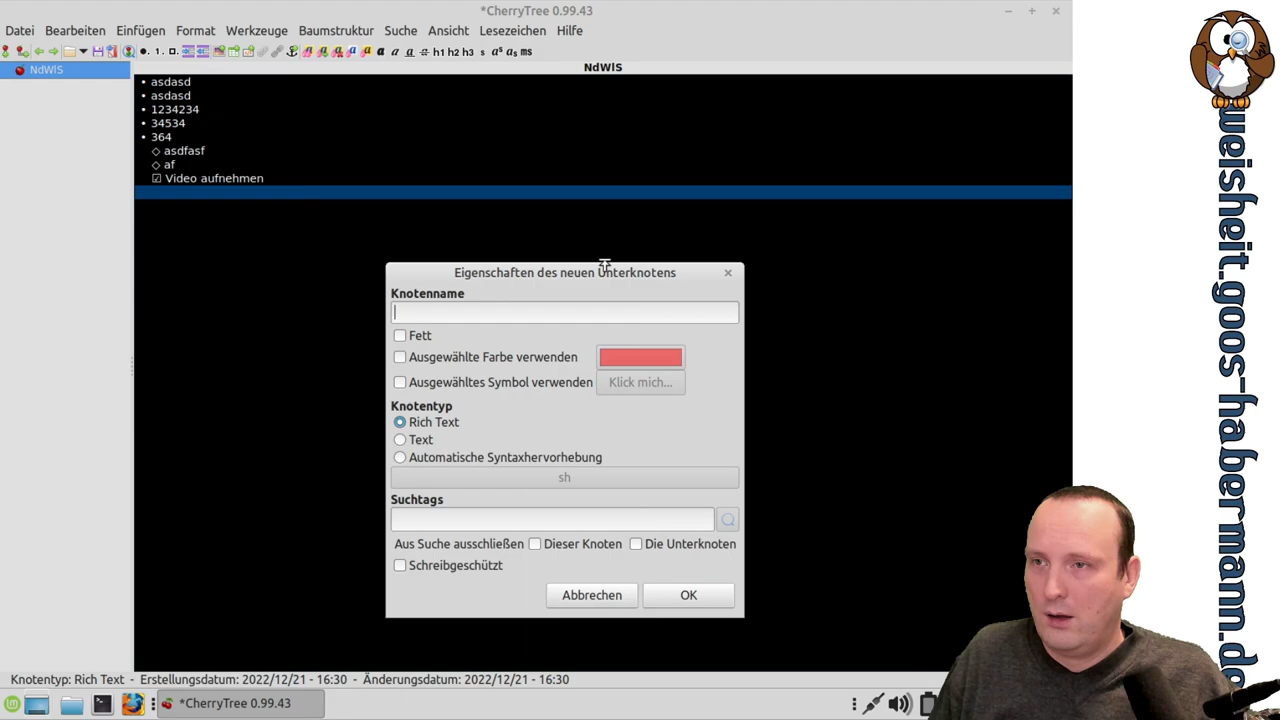 *CherryTree 0.99.43
Datei Bearbeiten Einfügen Format Werkzeuge Baumstruktur Suche Ansicht Lesezeichen Hilfe
h1 h2 h3 s aˢ aₛ ms
NdWIS
NdWIS
• asdasd
• asdasd
• 1234234
• 34534
• 364
◇ asdfasf
◇ af
☑ Video aufnehmen
Eigenschaften des neuen Unterknotens
Knotenname
Fett
Ausgewählte Farbe verwenden
Ausgewähltes Symbol verwenden Klick mich...
Knotentyp
Rich Text
Text
Automatische Syntaxhervorhebung
sh
Suchtags
Aus Suche ausschließen Dieser Knoten Die Unterknoten
Schreibgeschützt
Abbrechen OK
Knotentyp: Rich Text - Erstellungsdatum: 2022/12/21 - 16:30 - Änderungsdatum: 2022/12/21 - 16:30
*CherryTree 0.99.43
weisheit.goos-habermann.de